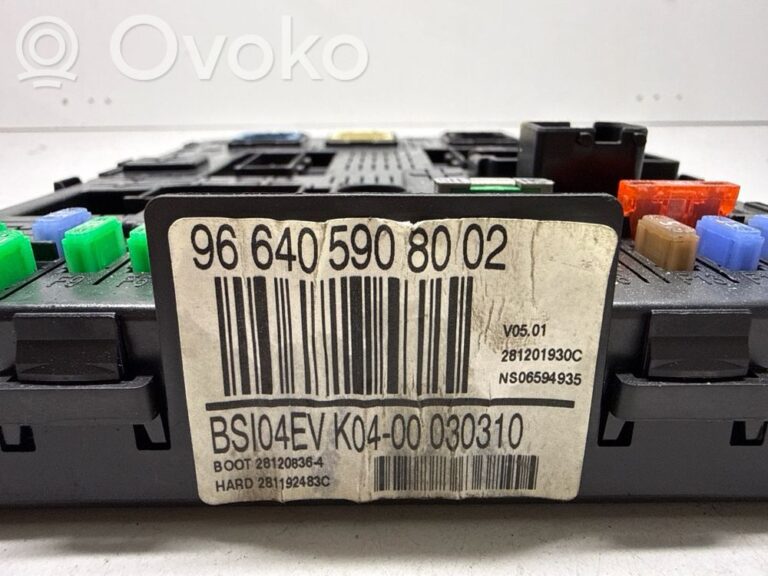 Ovoko
96 640 590 80 02
V05.01
281201930C
NS06594935
BSI04EV K04-00 030310
BOOT 28120836-4
HARD 281192483C